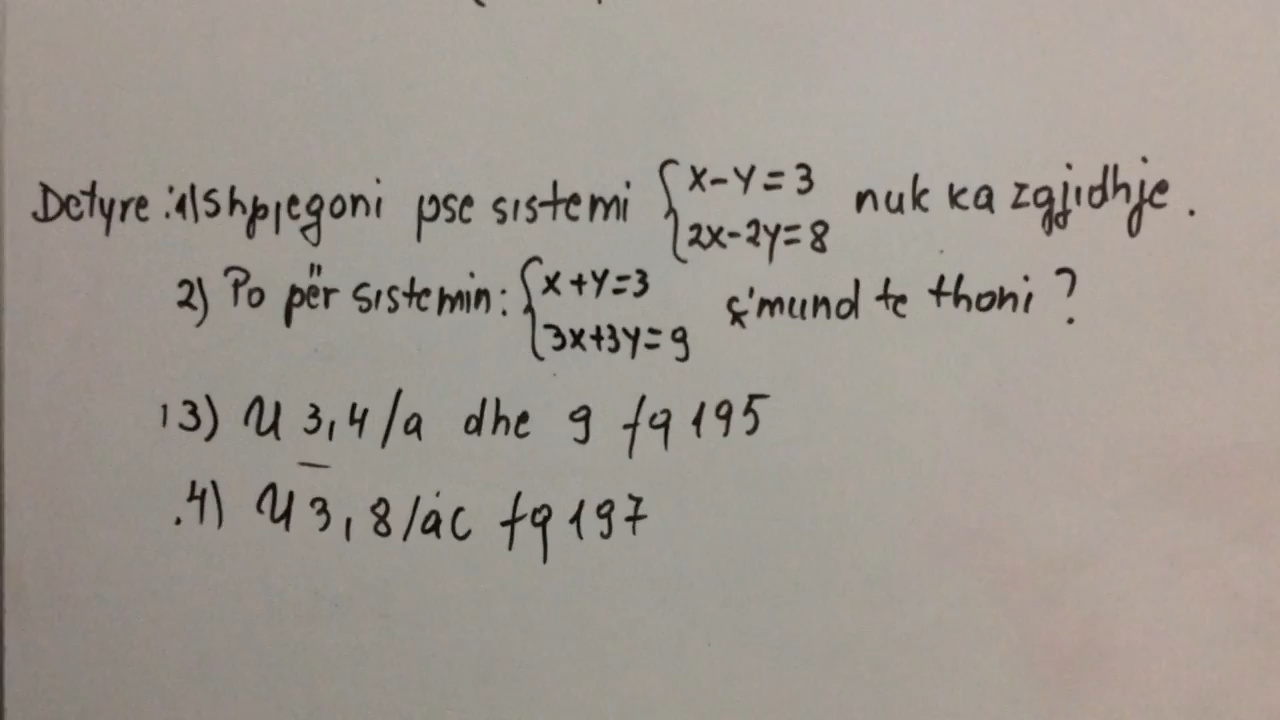 Detyre : 1) Shpjegoni pse sistemi { x-y=3 2x-2y=8 nuk ka zgjidhje.
2) Po për sistemin: { x+y=3 3x+3y=9 ç'mund te thoni?
3) U 3,4/a dhe 9 fq 195
4) U 3,8/ac fq 197